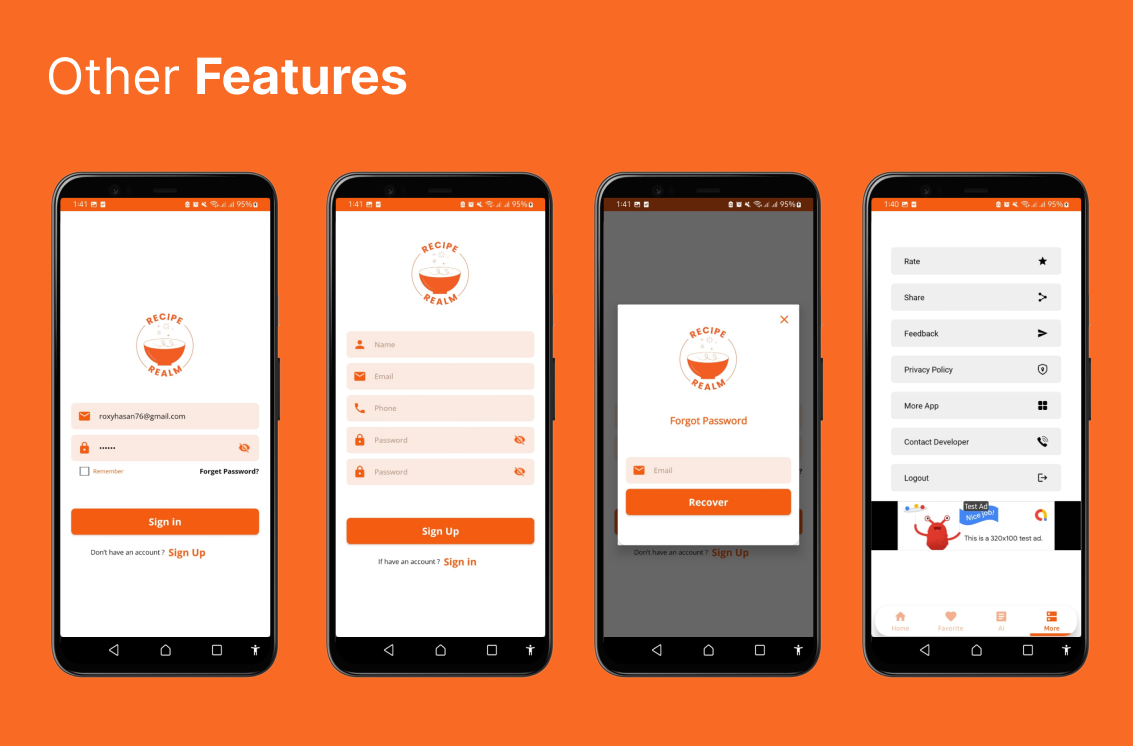 Other Features
1:41
95%
RECIPE
REALM
roxyhasan76@gmail.com
••••••
Remember
Forget Password?
Sign in
Don't have an account ? Sign Up
1:41
95%
RECIPE
REALM
Name
Email
Phone
Password
Password
Sign Up
If have an account ? Sign in
1:41
95%
RECIPE
REALM
Forgot Password
Email
Recover
Don't have an account ? Sign Up
1:40
95%
Rate
Share
Feedback
Privacy Policy
More App
Contact Developer
Logout
Test Ad
Nice job!
This is a 320x100 test ad.
Home
Favorite
Ai
More